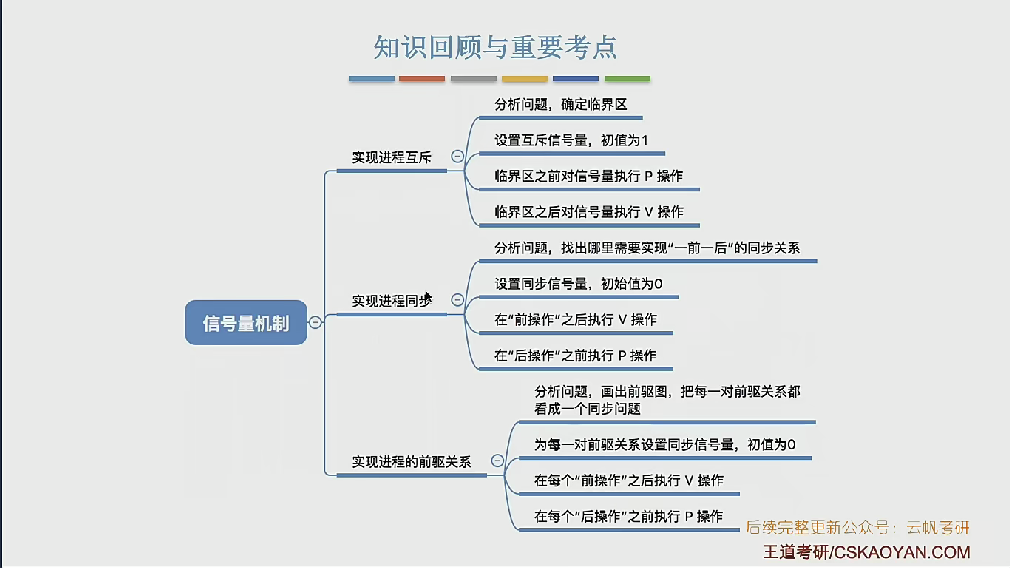 知识回顾与重要考点
分析问题，确定临界区
设置互斥信号量，初值为1
实现进程互斥
临界区之前对信号量执行 P 操作
临界区之后对信号量执行 V 操作
分析问题，找出哪里需要实现“一前一后”的同步关系
设置同步信号量，初始值为0
实现进程同步
信号量机制
在“前操作”之后执行 V 操作
在“后操作”之前执行 P 操作
分析问题，画出前驱图，把每一对前驱关系都
看成一个同步问题
为每一对前驱关系设置同步信号量，初值为0
实现进程的前驱关系
在每个“前操作”之后执行 V 操作
在每个“后操作”之前执行 P 操作
后续完整更新公众号：云帆考研
王道考研/CSKAOYAN.COM